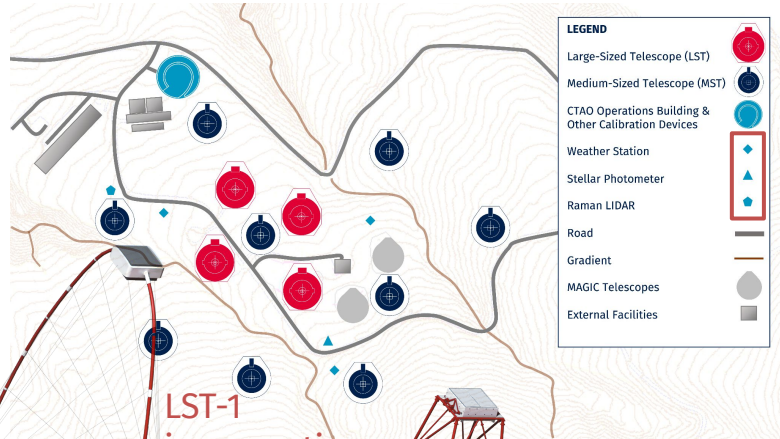 LEGEND
Large-Sized Telescope (LST)
Medium-Sized Telescope (MST)
CTAO Operations Building &
Other Calibration Devices
Weather Station
Stellar Photometer
Raman LIDAR
Road
Gradient
MAGIC Telescopes
External Facilities
LST-1